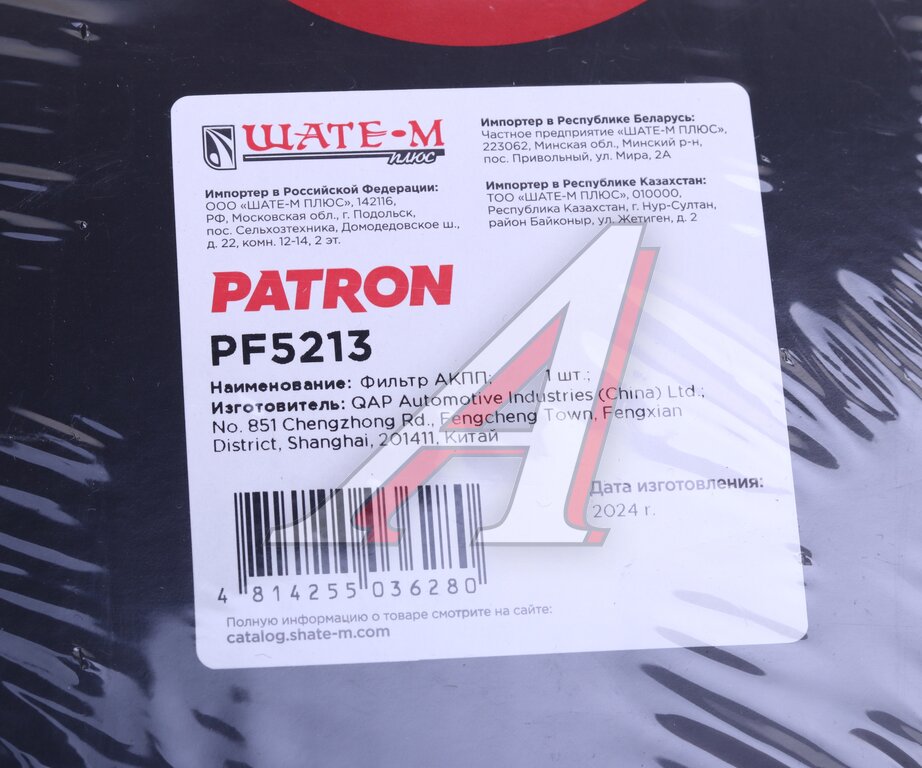 ШАТЕ-М
плюс
Импортер в Российской Федерации:
ООО «ШАТЕ-М ПЛЮС», 142116,
РФ, Московская обл., г. Подольск,
пос. Сельхозтехника, Домодедовское ш.,
д. 22, комн. 12-14, 2 эт.
Импортер в Республике Беларусь:
Частное предприятие «ШАТЕ-М ПЛЮС»,
223062, Минская обл., Минский р-н,
пос. Привольный, ул. Мира, 2А
Импортер в Республике Казахстан:
ТОО «ШАТЕ-М ПЛЮС», 010000,
Республика Казахстан, г. Нур-Султан,
район Байконыр, ул. Жетиген, д. 2
PATRON
PF5213
Наименование: Фильтр АКПП; 1 шт.;
Изготовитель: QAP Automotive Industries (China) Ltd.;
No. 851 Chengzhong Rd., Fengcheng Town, Fengxian
District, Shanghai, 201411, Китай
Дата изготовления:
2024 г.
4 814255 036280
Полную информацию о товаре смотрите на сайте:
catalog.shate-m.com